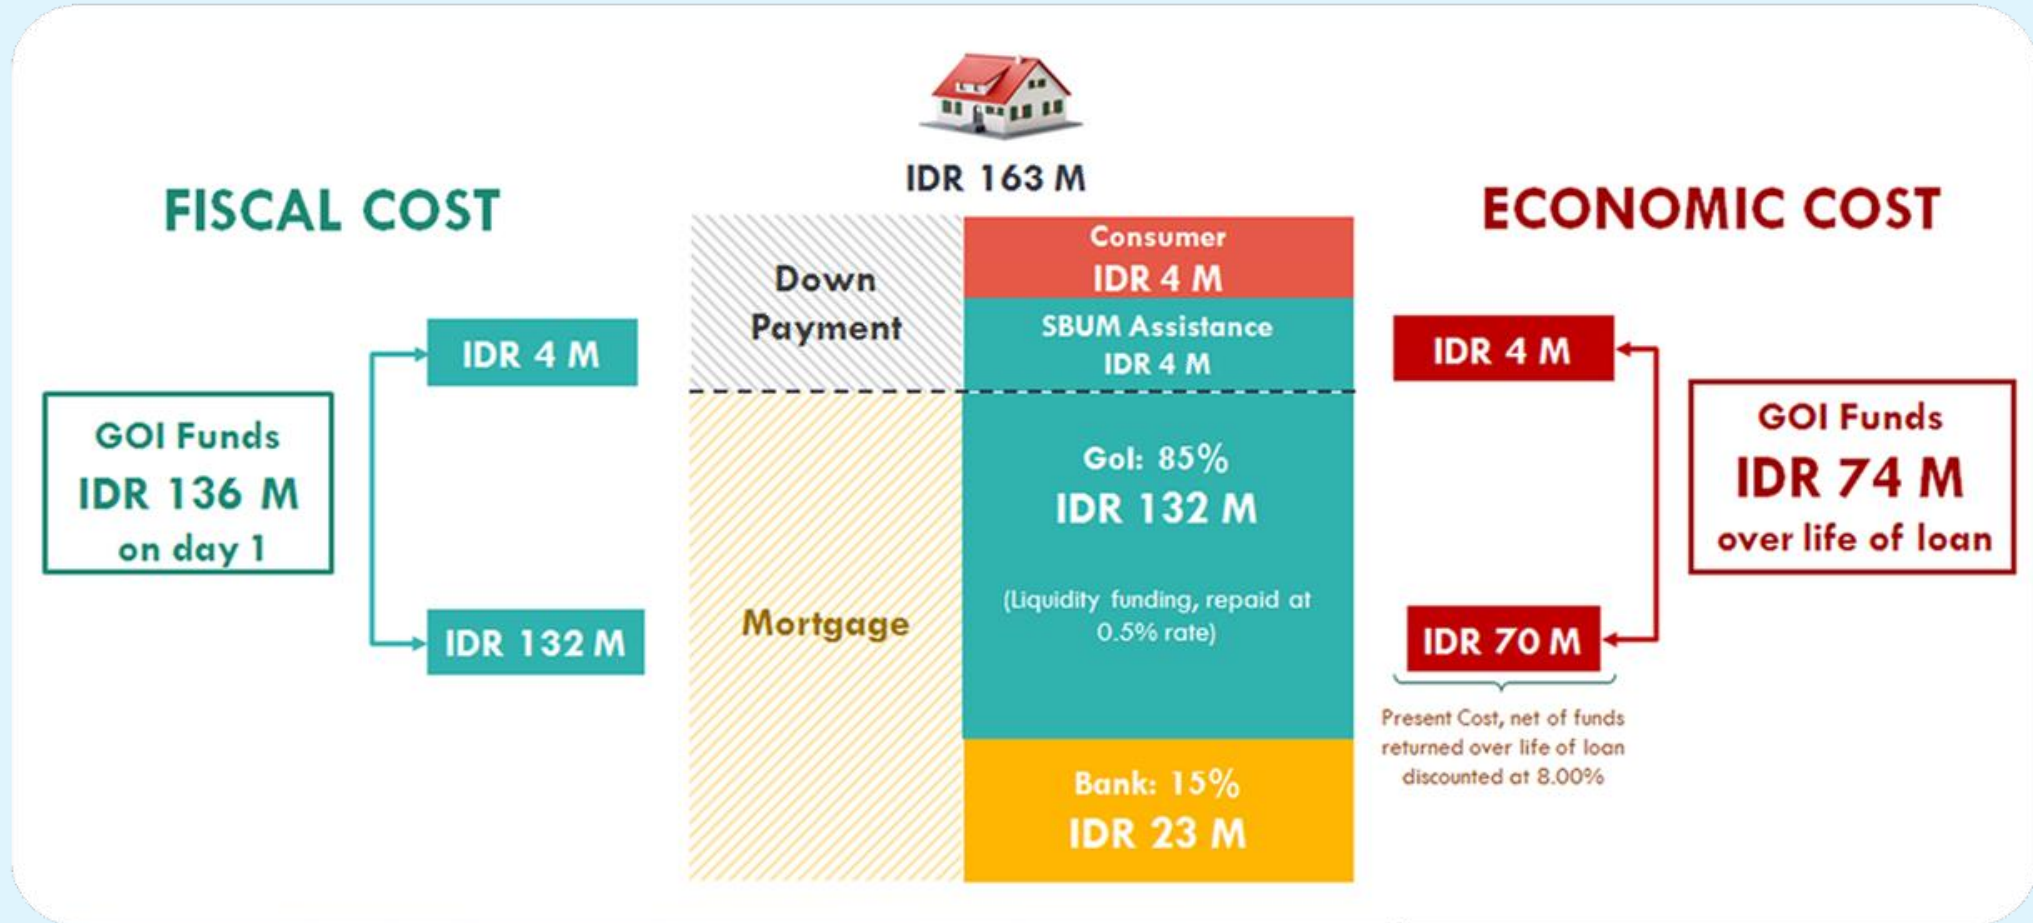 IDR 163 M
FISCAL COST
ECONOMIC COST
Down
Payment
Consumer
IDR 4 M
SBUM Assistance
IDR 4 M
IDR 4 M
IDR 4 M
GOI Funds
IDR 136 M
on day 1
IDR 132 M
Mortgage
GoI: 85%
IDR 132 M
(Liquidity funding, repaid at
0.5% rate)
Bank: 15%
IDR 23 M
GOI Funds
IDR 74 M
over life of loan
IDR 70 M
Present Cost, net of funds
returned over life of loan
discounted at 8.00%